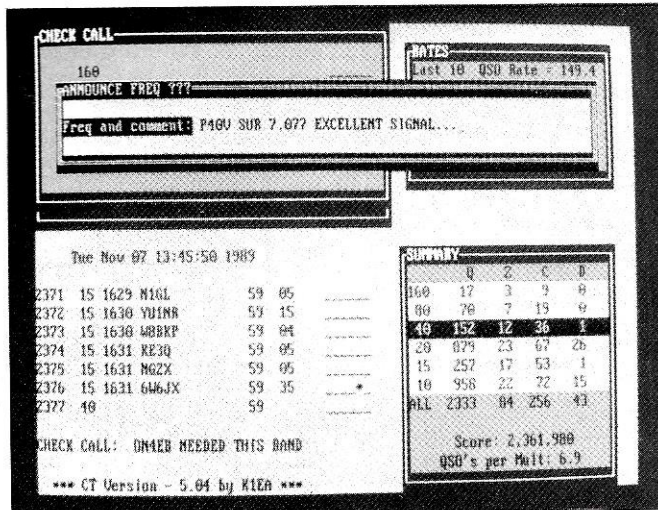 CHECK CALL
160
RATES
Last 10 QSO Rate = 149.4
ANNOUNCE FREQ ???
Freq and comment: P40V SUR 7,077 EXCELLENT SIGNAL...
Tue Nov 07 13:45:50 1989
2371 15 1629 N1GL 59 05
2372 15 1630 YU1NR 59 15
2373 15 1630 W8BKP 59 04
2374 15 1631 KE3Q 59 05
2375 15 1631 NG2X 59 05
2376 15 1631 6W6JX 59 35 *
2377 40 59
CHECK CALL: ON4EB NEEDED THIS BAND
*** CT Version - 5.04 by K1EA ***
SUMMARY
Q Z C D
160 17 3 9 0
80 70 7 19 0
40 152 12 36 1
20 879 23 67 26
15 257 17 53 1
10 958 22 72 15
ALL 2333 84 256 43
Score: 2,361,980
QSO's per Mult: 6.9